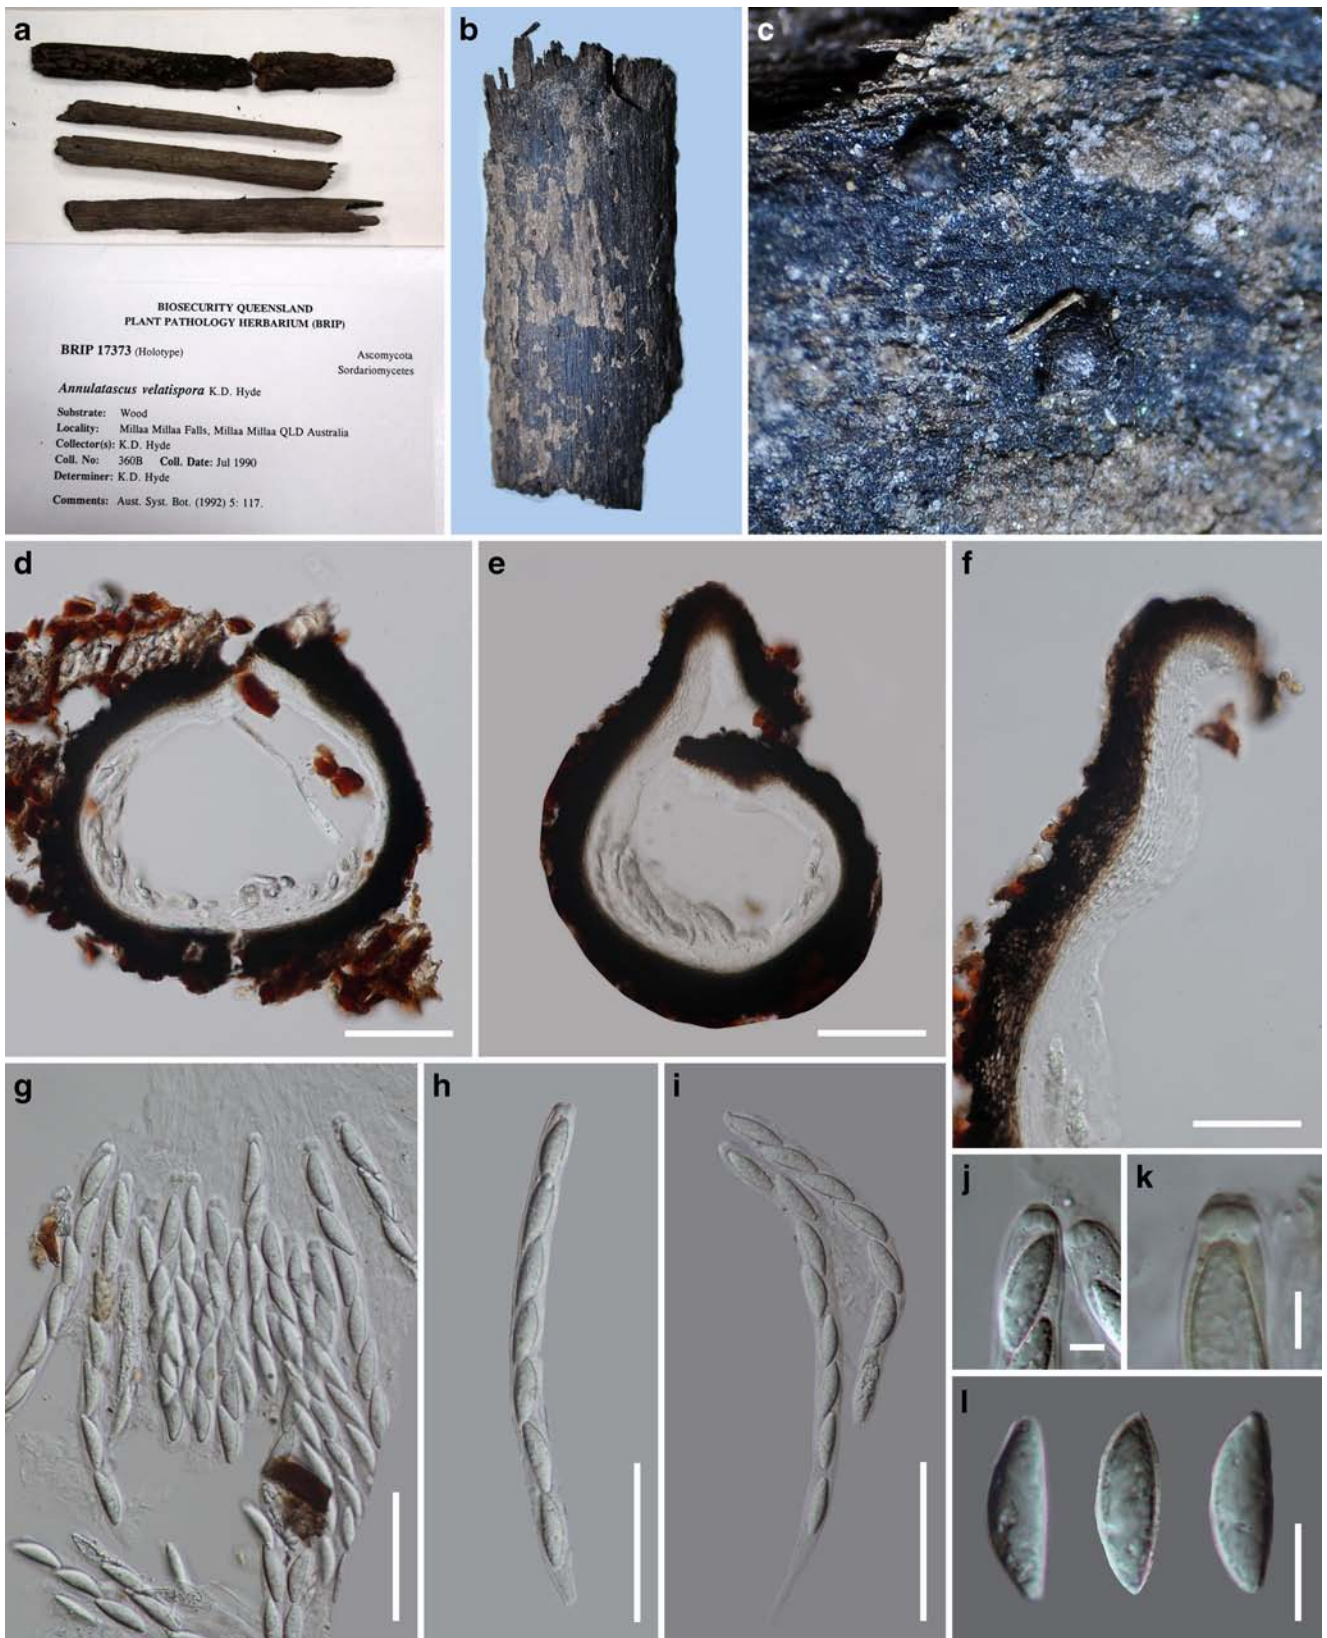 a
b
c
BIOSECURITY QUEENSLAND
PLANT PATHOLOGY HERBARIUM (BRIP)
BRIP 17373 (Holotype)
Ascomycota
Sordariomycetes
Annulatascus velatispora K.D. Hyde
Substrate: Wood
Locality: Millaa Millaa Falls, Millaa Millaa QLD Australia
Collector(s): K.D. Hyde
Coll. No: 360B Coll. Date: Jul 1990
Determiner: K.D. Hyde
Comments: Aust. Syst. Bot. (1992) 5: 117.
d
e
f
g
h
i
j
k
l